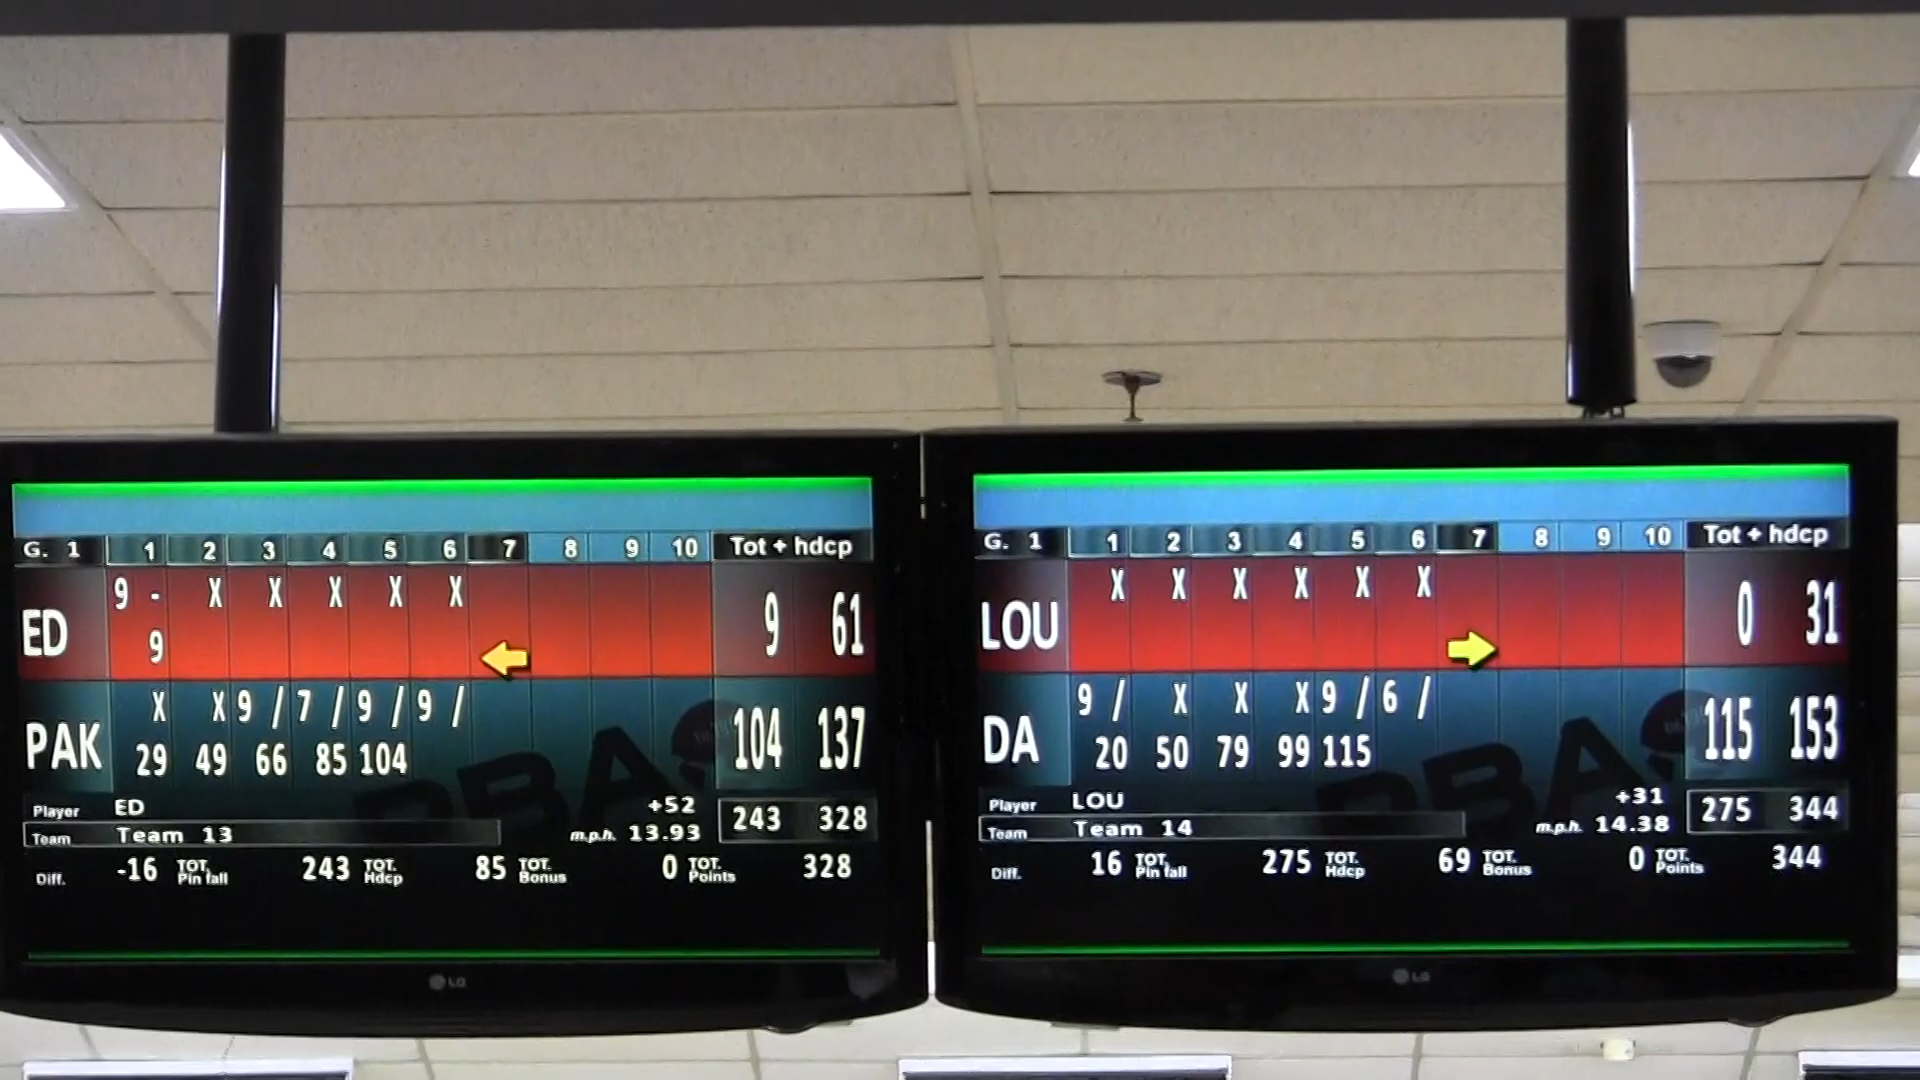 G. 1 1 2 3 4 5 6 7 8 9 10 Tot + hdcp
ED 9 - X X X X X 9 61
9
PAK X X 9 / 7 / 9 / 9 / 104 137
29 49 66 85 104
Player ED +52 243 328
Team Team 13 m.p.h. 13.93
Diff. -16 TOT. Pin fall 243 TOT. Hdcp 85 TOT. Bonus 0 TOT. Points 328
LG
G. 1 1 2 3 4 5 6 7 8 9 10 Tot + hdcp
LOU X X X X X X 0 31
DA 9 / X X X 9 / 6 / 115 153
20 50 79 99 115
Player LOU +31 275 344
Team Team 14 m.p.h. 14.38
Diff. 16 TOT. Pin fall 275 TOT. Hdcp 69 TOT. Bonus 0 TOT. Points 344
LG